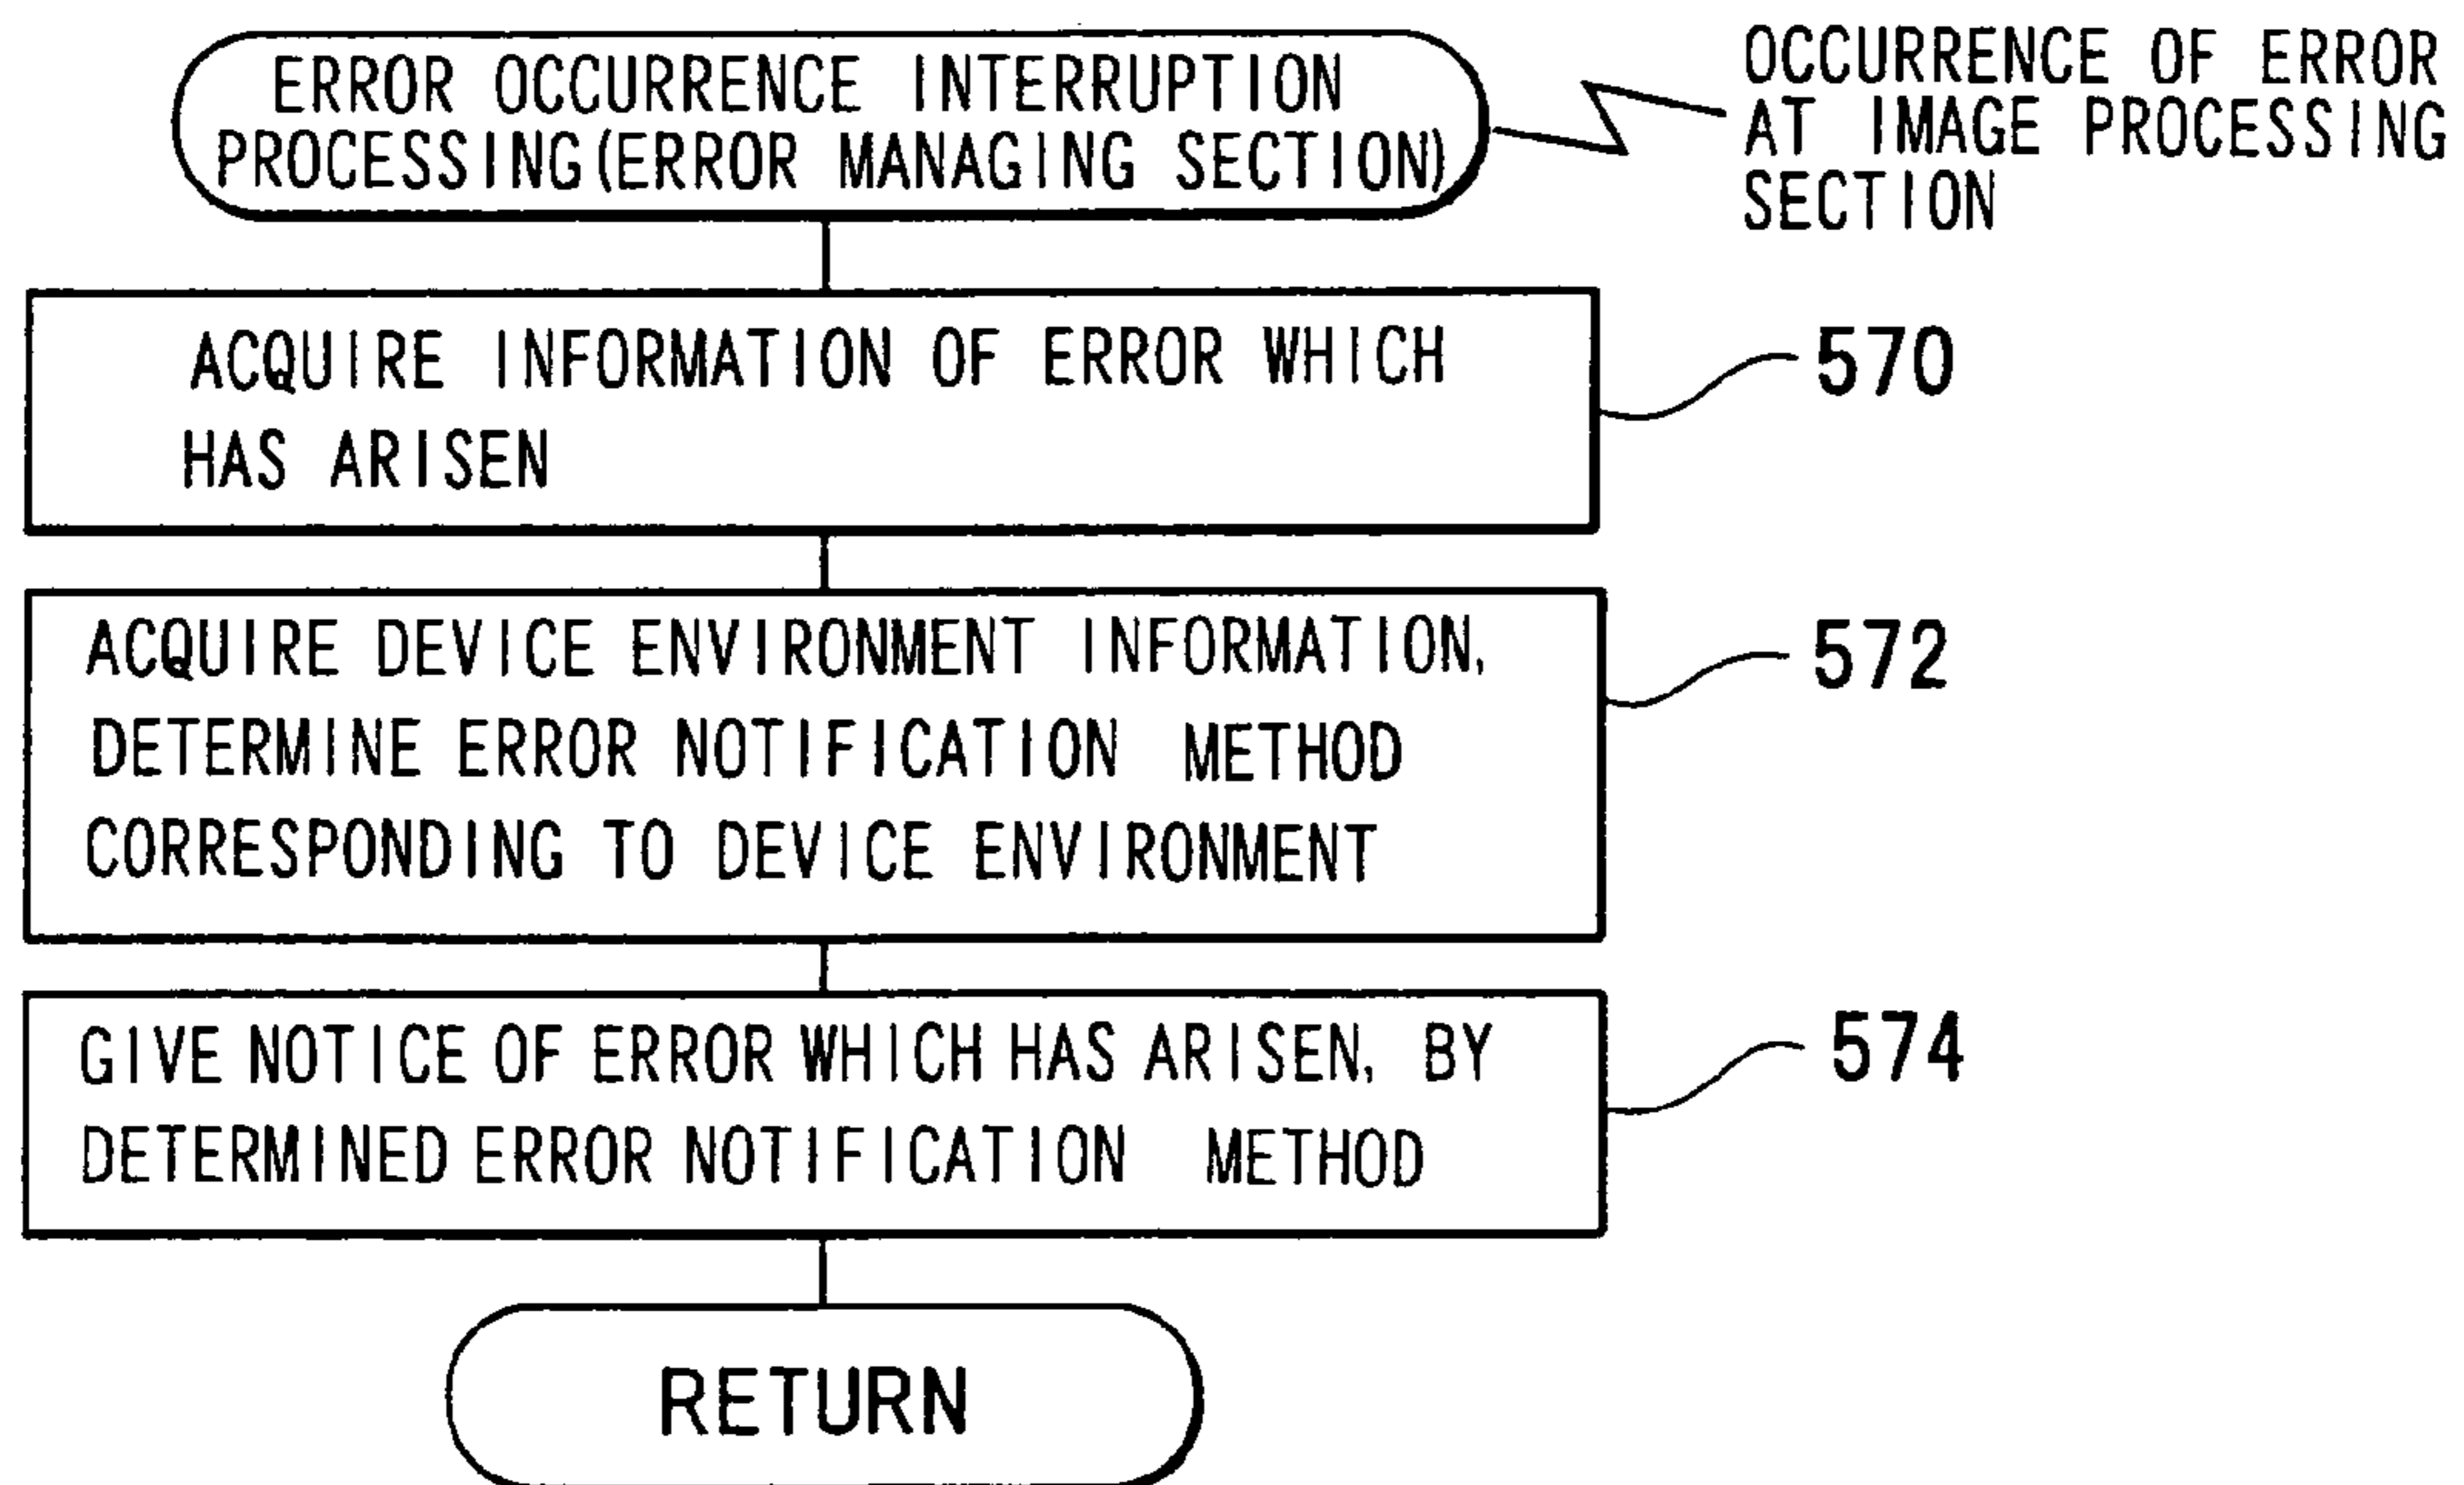 ERROR OCCURRENCE INTERRUPTION
PROCESSING(ERROR MANAGING SECTION)
OCCURRENCE OF ERROR
AT IMAGE PROCESSING
SECTION
ACQUIRE INFORMATION OF ERROR WHICH
HAS ARISEN
570
ACQUIRE DEVICE ENVIRONMENT INFORMATION,
DETERMINE ERROR NOTIFICATION METHOD
CORRESPONDING TO DEVICE ENVIRONMENT
572
GIVE NOTICE OF ERROR WHICH HAS ARISEN, BY
DETERMINED ERROR NOTIFICATION METHOD
574
RETURN